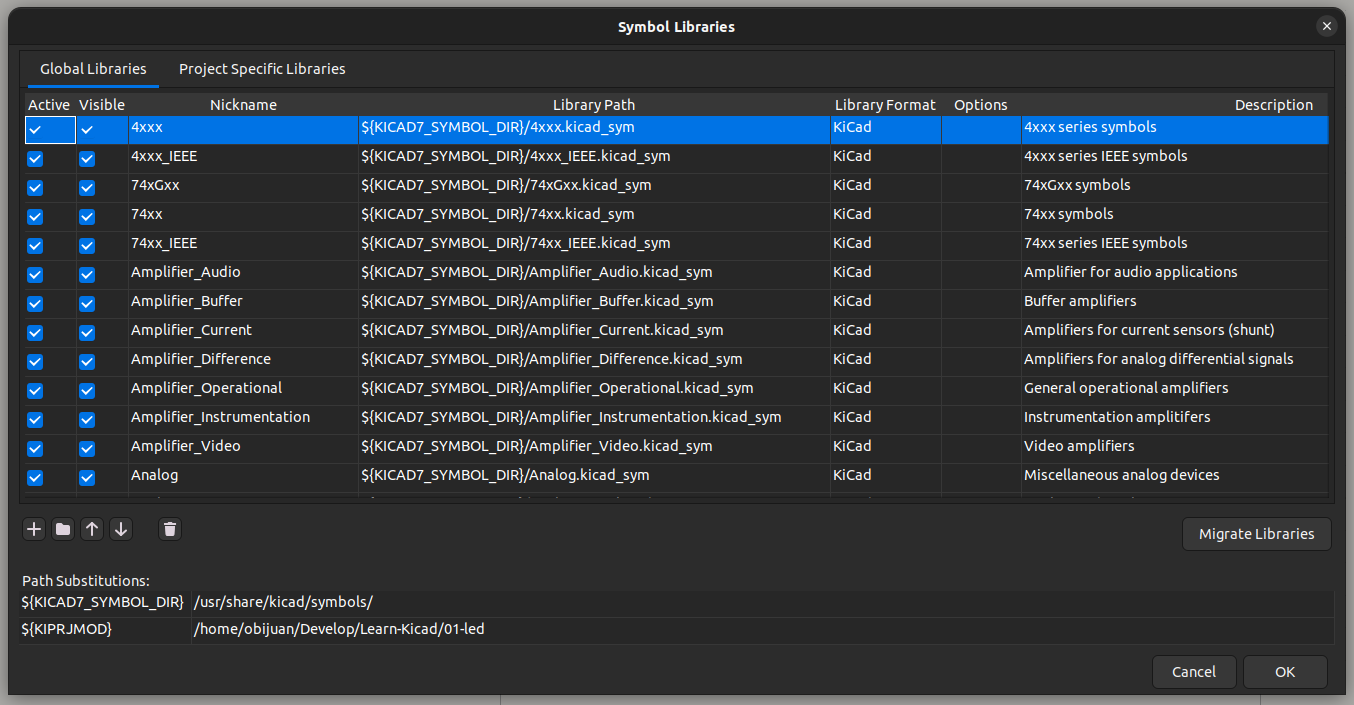 Symbol Libraries
Global Libraries Project Specific Libraries
Active Visible Nickname Library Path Library Format Options Description
4xxx ${KICAD7_SYMBOL_DIR}/4xxx.kicad_sym KiCad 4xxx series symbols
4xxx_IEEE ${KICAD7_SYMBOL_DIR}/4xxx_IEEE.kicad_sym KiCad 4xxx series IEEE symbols
74xGxx ${KICAD7_SYMBOL_DIR}/74xGxx.kicad_sym KiCad 74xGxx symbols
74xx ${KICAD7_SYMBOL_DIR}/74xx.kicad_sym KiCad 74xx symbols
74xx_IEEE ${KICAD7_SYMBOL_DIR}/74xx_IEEE.kicad_sym KiCad 74xx series IEEE symbols
Amplifier_Audio ${KICAD7_SYMBOL_DIR}/Amplifier_Audio.kicad_sym KiCad Amplifier for audio applications
Amplifier_Buffer ${KICAD7_SYMBOL_DIR}/Amplifier_Buffer.kicad_sym KiCad Buffer amplifiers
Amplifier_Current ${KICAD7_SYMBOL_DIR}/Amplifier_Current.kicad_sym KiCad Amplifiers for current sensors (shunt)
Amplifier_Difference ${KICAD7_SYMBOL_DIR}/Amplifier_Difference.kicad_sym KiCad Amplifiers for analog differential signals
Amplifier_Operational ${KICAD7_SYMBOL_DIR}/Amplifier_Operational.kicad_sym KiCad General operational amplifiers
Amplifier_Instrumentation ${KICAD7_SYMBOL_DIR}/Amplifier_Instrumentation.kicad_sym KiCad Instrumentation amplitifers
Amplifier_Video ${KICAD7_SYMBOL_DIR}/Amplifier_Video.kicad_sym KiCad Video amplifiers
Analog ${KICAD7_SYMBOL_DIR}/Analog.kicad_sym KiCad Miscellaneous analog devices
Migrate Libraries
Path Substitutions:
${KICAD7_SYMBOL_DIR} /usr/share/kicad/symbols/
${KIPRJMOD} /home/obijuan/Develop/Learn-Kicad/01-led
Cancel OK